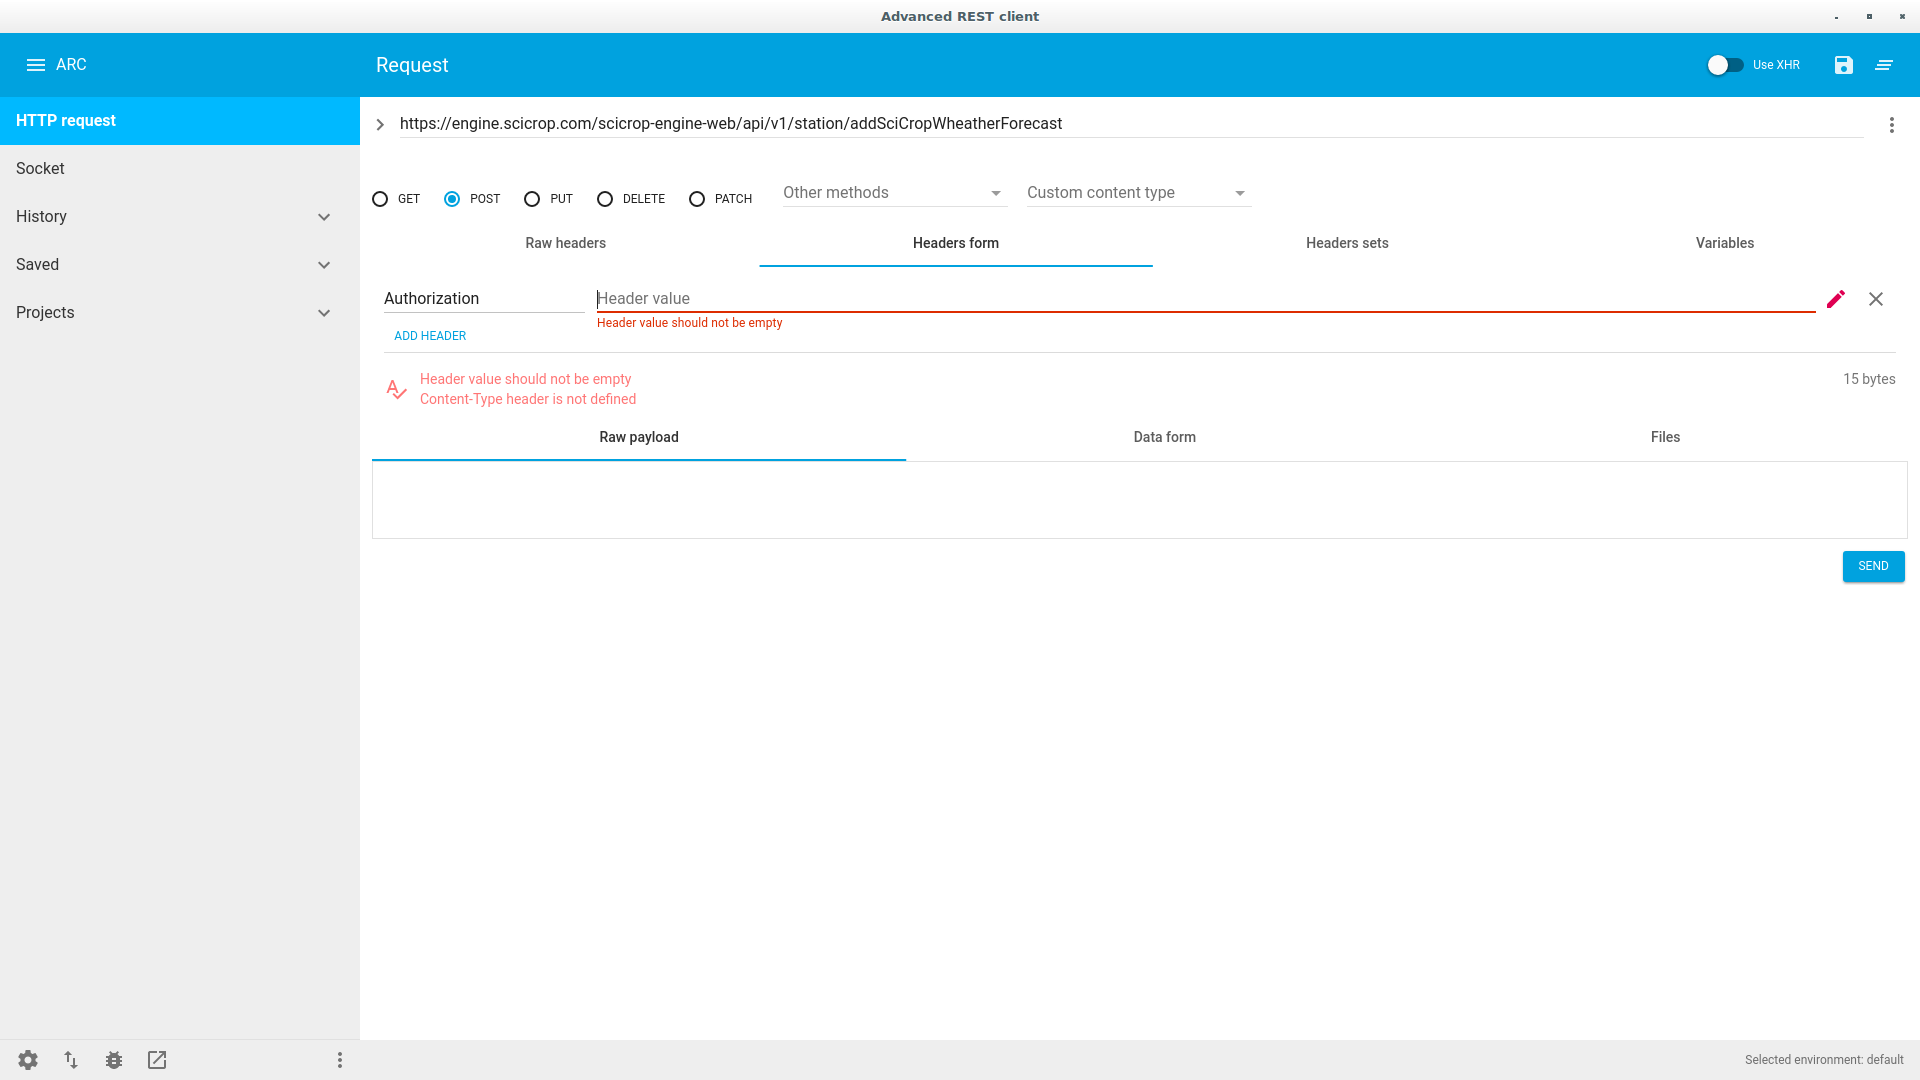 Advanced REST client
ARC
Request
Use XHR
HTTP request
Socket
History
Saved
Projects
https://engine.scicrop.com/scicrop-engine-web/api/v1/station/addSciCropWheatherForecast
GET POST PUT DELETE PATCH Other methods Custom content type
Raw headers Headers form Headers sets Variables
Authorization Header value
Header value should not be empty
ADD HEADER
Header value should not be empty
Content-Type header is not defined
15 bytes
Raw payload Data form Files
SEND
Selected environment: default